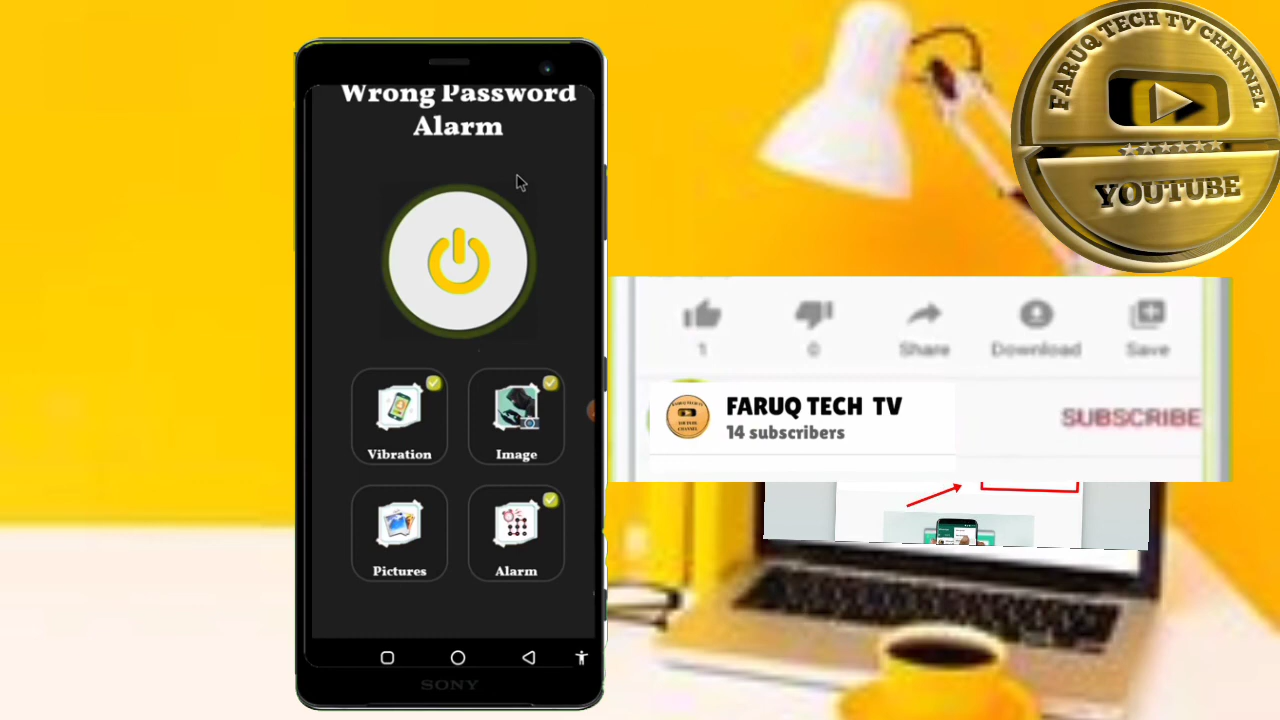 Wrong Password
Alarm
Vibration
Image
Pictures
Alarm
SONY
FARUQ TECH TV CHANNEL
YOUTUBE
1
0
Share
Download
Save
FARUQ TECH TV
14 subscribers
SUBSCRIBE